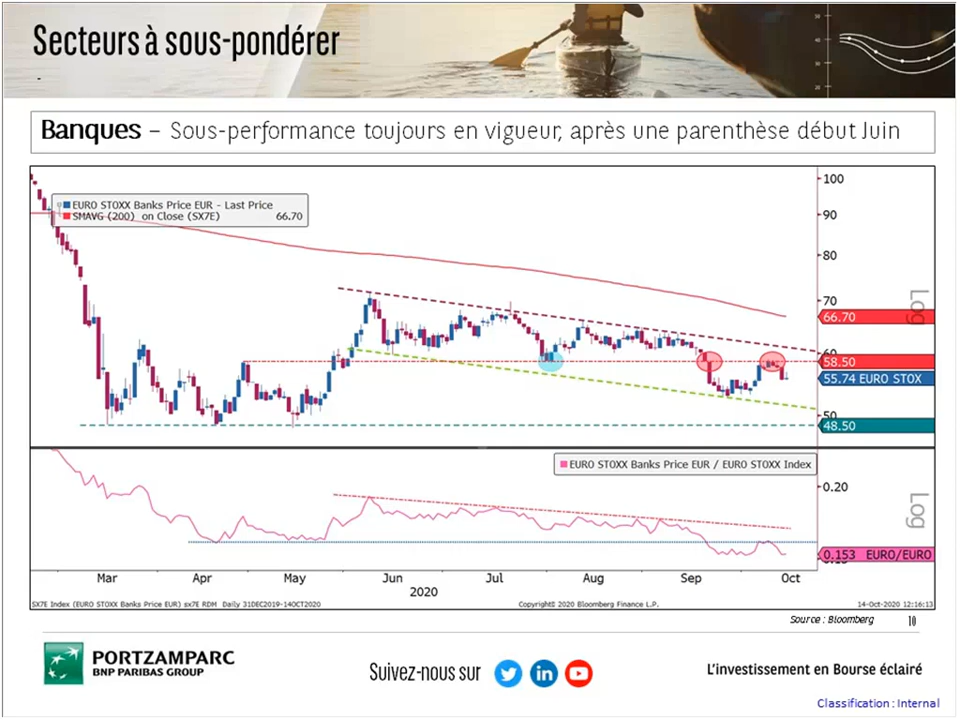 Secteurs à sous-pondérer
-
Banques – Sous-performance toujours en vigueur, après une parenthèse début Juin
EURO STOXX Banks Price EUR - Last Price
SMAVG (200) on Close (SX7E) 66.70
100
90
80
70
Log
66.70
60
58.50
55.74 EURO STOX
50
48.50
EURO STOXX Banks Price EUR / EURO STOXX Index
0.20
Log
0.153 EURO/EURO
Mar Apr May Jun Jul Aug Sep Oct
2020
SX7E Index (EURO STOXX Banks Price EUR) sx7e RDM Daily 31DEC2019-14OCT2020 Copyright© 2020 Bloomberg Finance L.P. 14-Oct-2020 12:16:13
Source : Bloomberg 10
PORTZAMPARC
BNP PARIBAS GROUP
Suivez-nous sur
L'investissement en Bourse éclairé
Classification : Internal